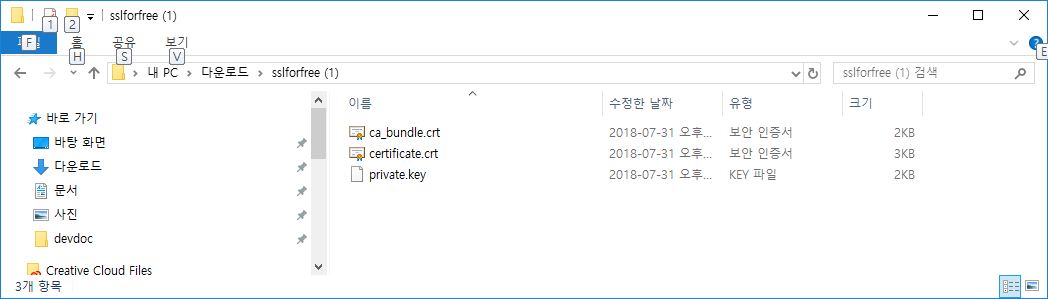 sslforfree (1)
1 2
F 홈 공유 보기
H S V
E
내 PC 다운로드 sslforfree (1) sslforfree (1) 검색
이름 수정한 날짜 유형 크기
바로 가기
바탕 화면
다운로드
문서
사진
devdoc
Creative Cloud Files
ca_bundle.crt 2018-07-31 오후... 보안 인증서 2KB
certificate.crt 2018-07-31 오후... 보안 인증서 3KB
private.key 2018-07-31 오후... KEY 파일 2KB
3개 항목